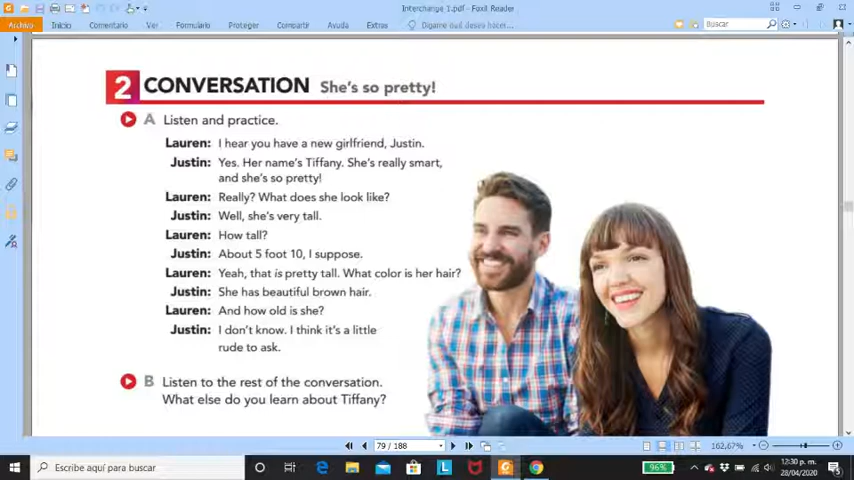 Interchange 1.pdf - Foxit Reader
Archivo Inicio Comentario Ver Formulario Proteger Compartir Ayuda Extras Dígame qué desea hacer... Buscar
2 CONVERSATION She's so pretty!
A Listen and practice.
Lauren: I hear you have a new girlfriend, Justin.
Justin: Yes. Her name's Tiffany. She's really smart,
and she's so pretty!
Lauren: Really? What does she look like?
Justin: Well, she's very tall.
Lauren: How tall?
Justin: About 5 foot 10, I suppose.
Lauren: Yeah, that is pretty tall. What color is her hair?
Justin: She has beautiful brown hair.
Lauren: And how old is she?
Justin: I don't know. I think it's a little
rude to ask.
B Listen to the rest of the conversation.
What else do you learn about Tiffany?
79 / 188 162,67%
Escribe aquí para buscar 96% 12:30 p. m.
28/04/2020 5